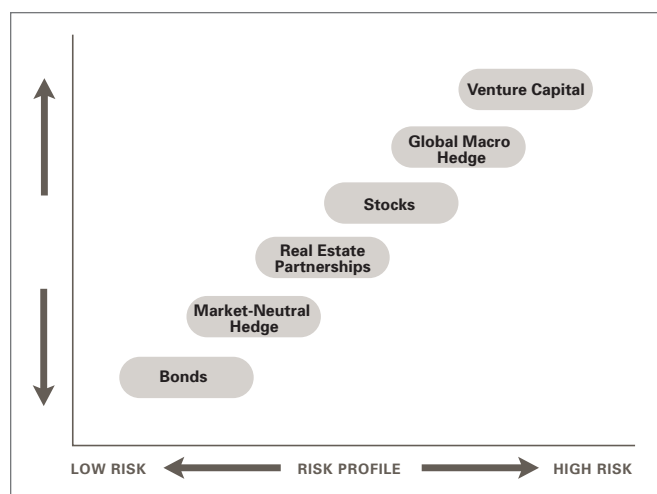 Venture Capital
Global Macro
Hedge
Stocks
Real Estate
Partnerships
Market-Neutral
Hedge
Bonds
LOW RISK RISK PROFILE HIGH RISK